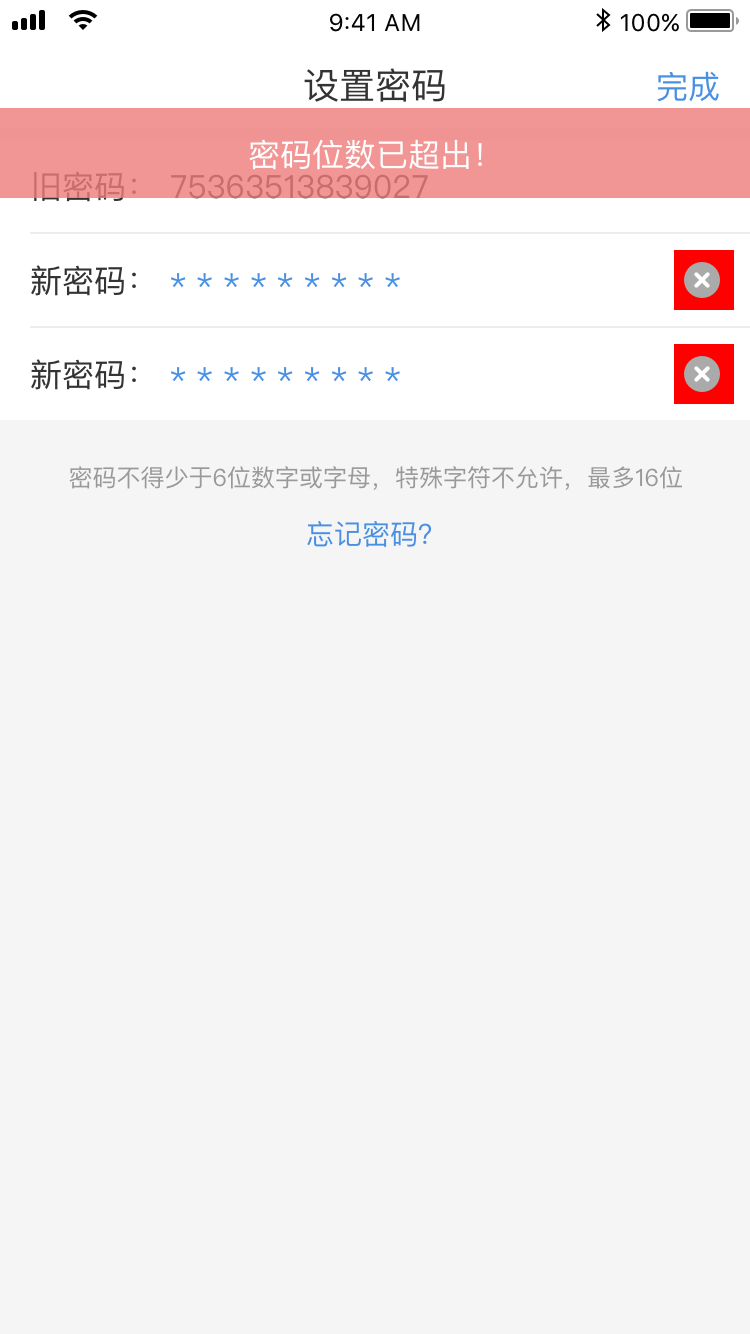 9:41 AM
100%
设置密码
完成
密码位数已超出！
旧密码： 75363513839027
新密码： * * * * * * * * *
新密码： * * * * * * * * *
密码不得少于6位数字或字母，特殊字符不允许，最多16位
忘记密码?